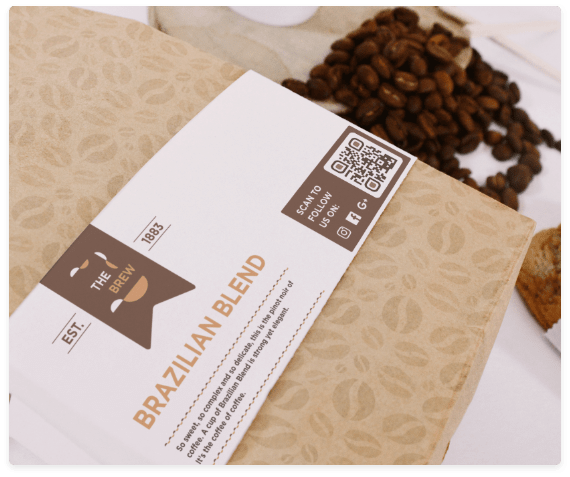 SCAN TO
FOLLOW
US ON:
G+
EST.
1883
THE
BREW
BRAZILIAN BLEND
So sweet, so complex and so delicate, this is the pinot noir of
coffee. A cup of Brazilian Blend is strong yet elegant.
It's the coffee of coffee.